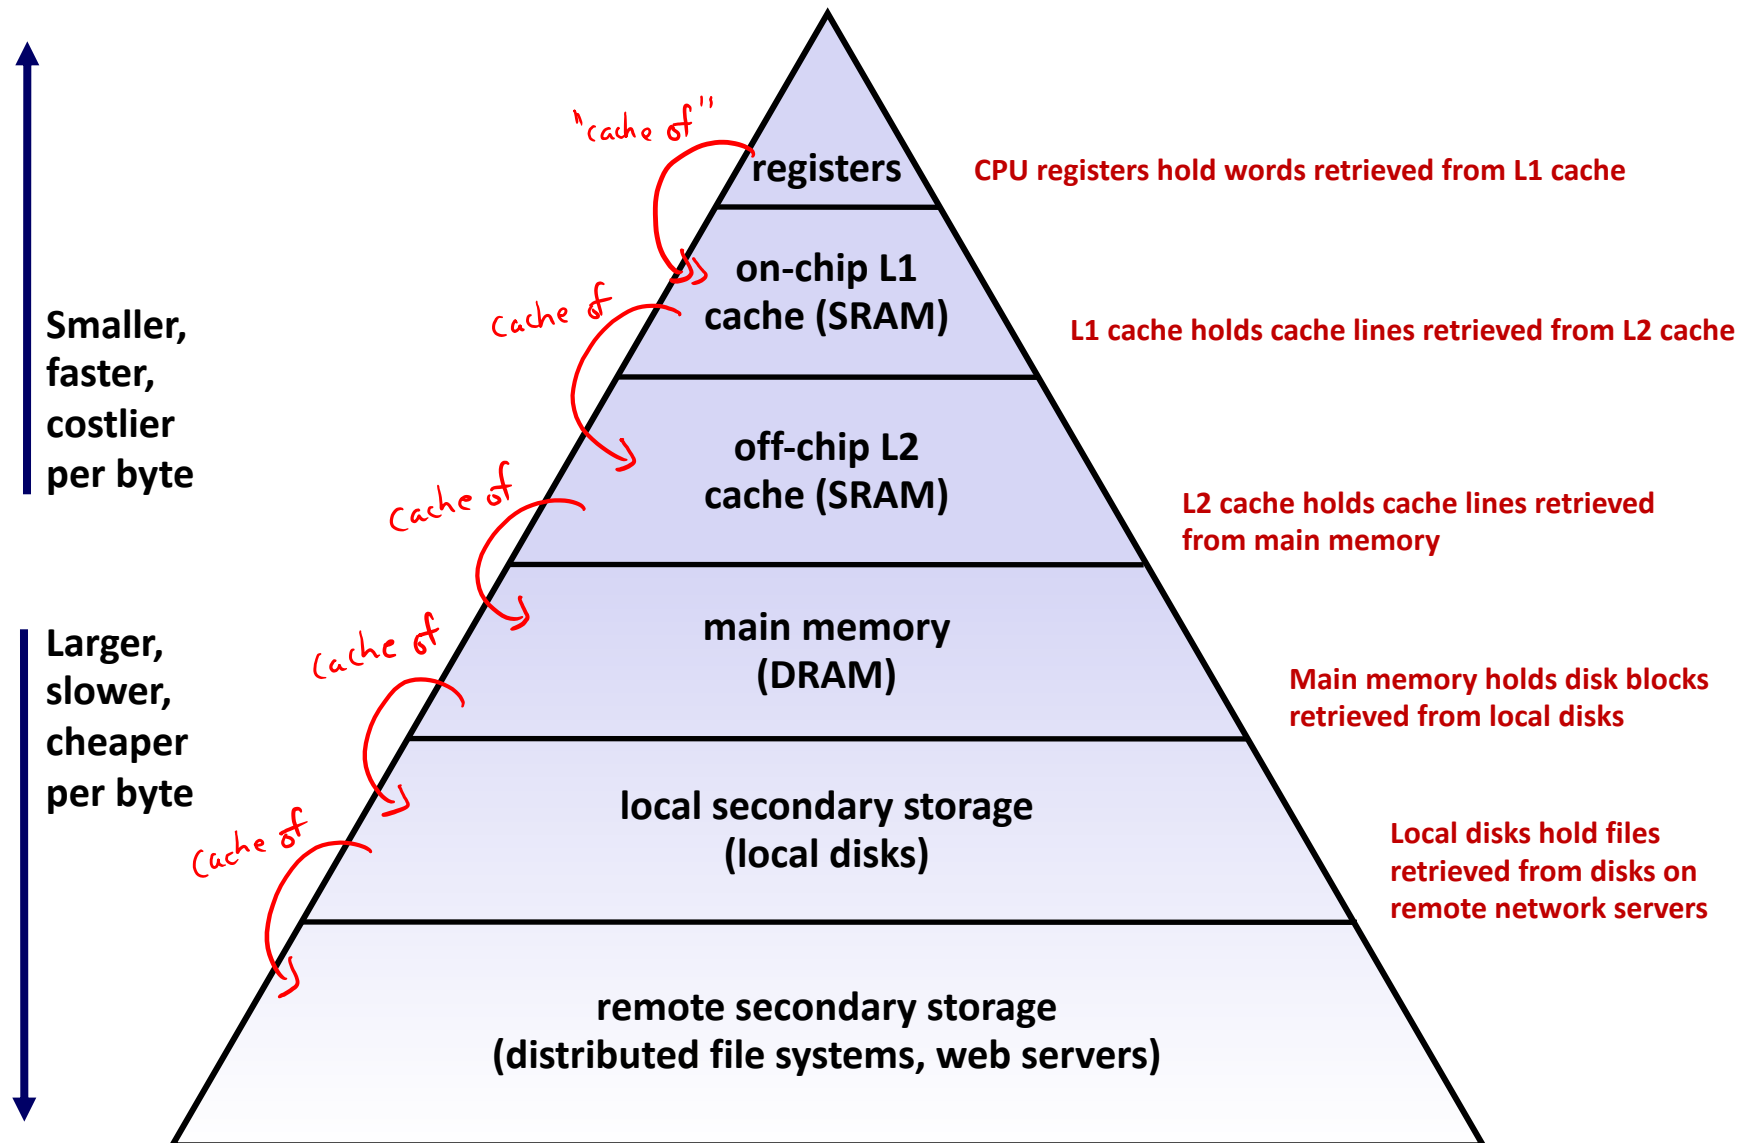 "cache of"
registers
CPU registers hold words retrieved from L1 cache
on-chip L1
cache (SRAM)
Cache of
L1 cache holds cache lines retrieved from L2 cache
Smaller,
faster,
costlier
per byte
off-chip L2
cache (SRAM)
Cache of
L2 cache holds cache lines retrieved
from main memory
Larger,
slower,
cheaper
per byte
main memory
(DRAM)
Cache of
Main memory holds disk blocks
retrieved from local disks
local secondary storage
(local disks)
Cache of
Local disks hold files
retrieved from disks on
remote network servers
remote secondary storage
(distributed file systems, web servers)